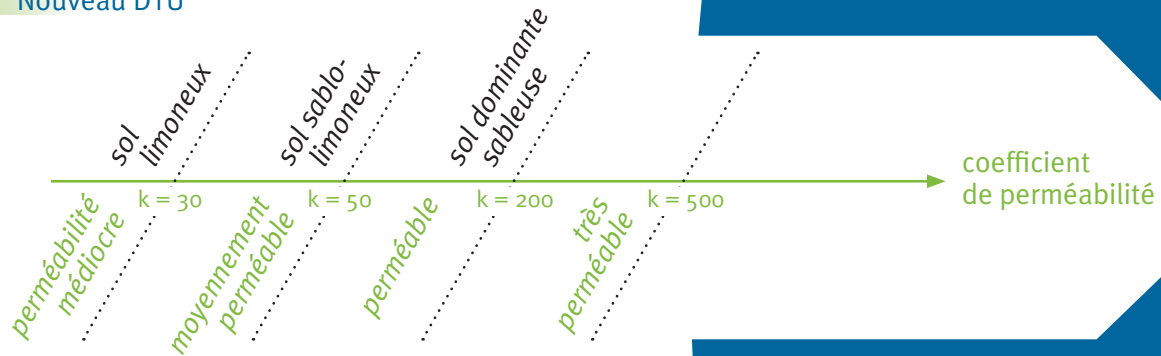 Nouveau DTU
sol
limoneux
sol sablo-
limoneux
sol dominante
sableuse
coefficient
de perméabilité
k = 30
k = 50
k = 200
k = 500
perméabilité
médiocre
moyennement
perméable
perméable
très
perméable